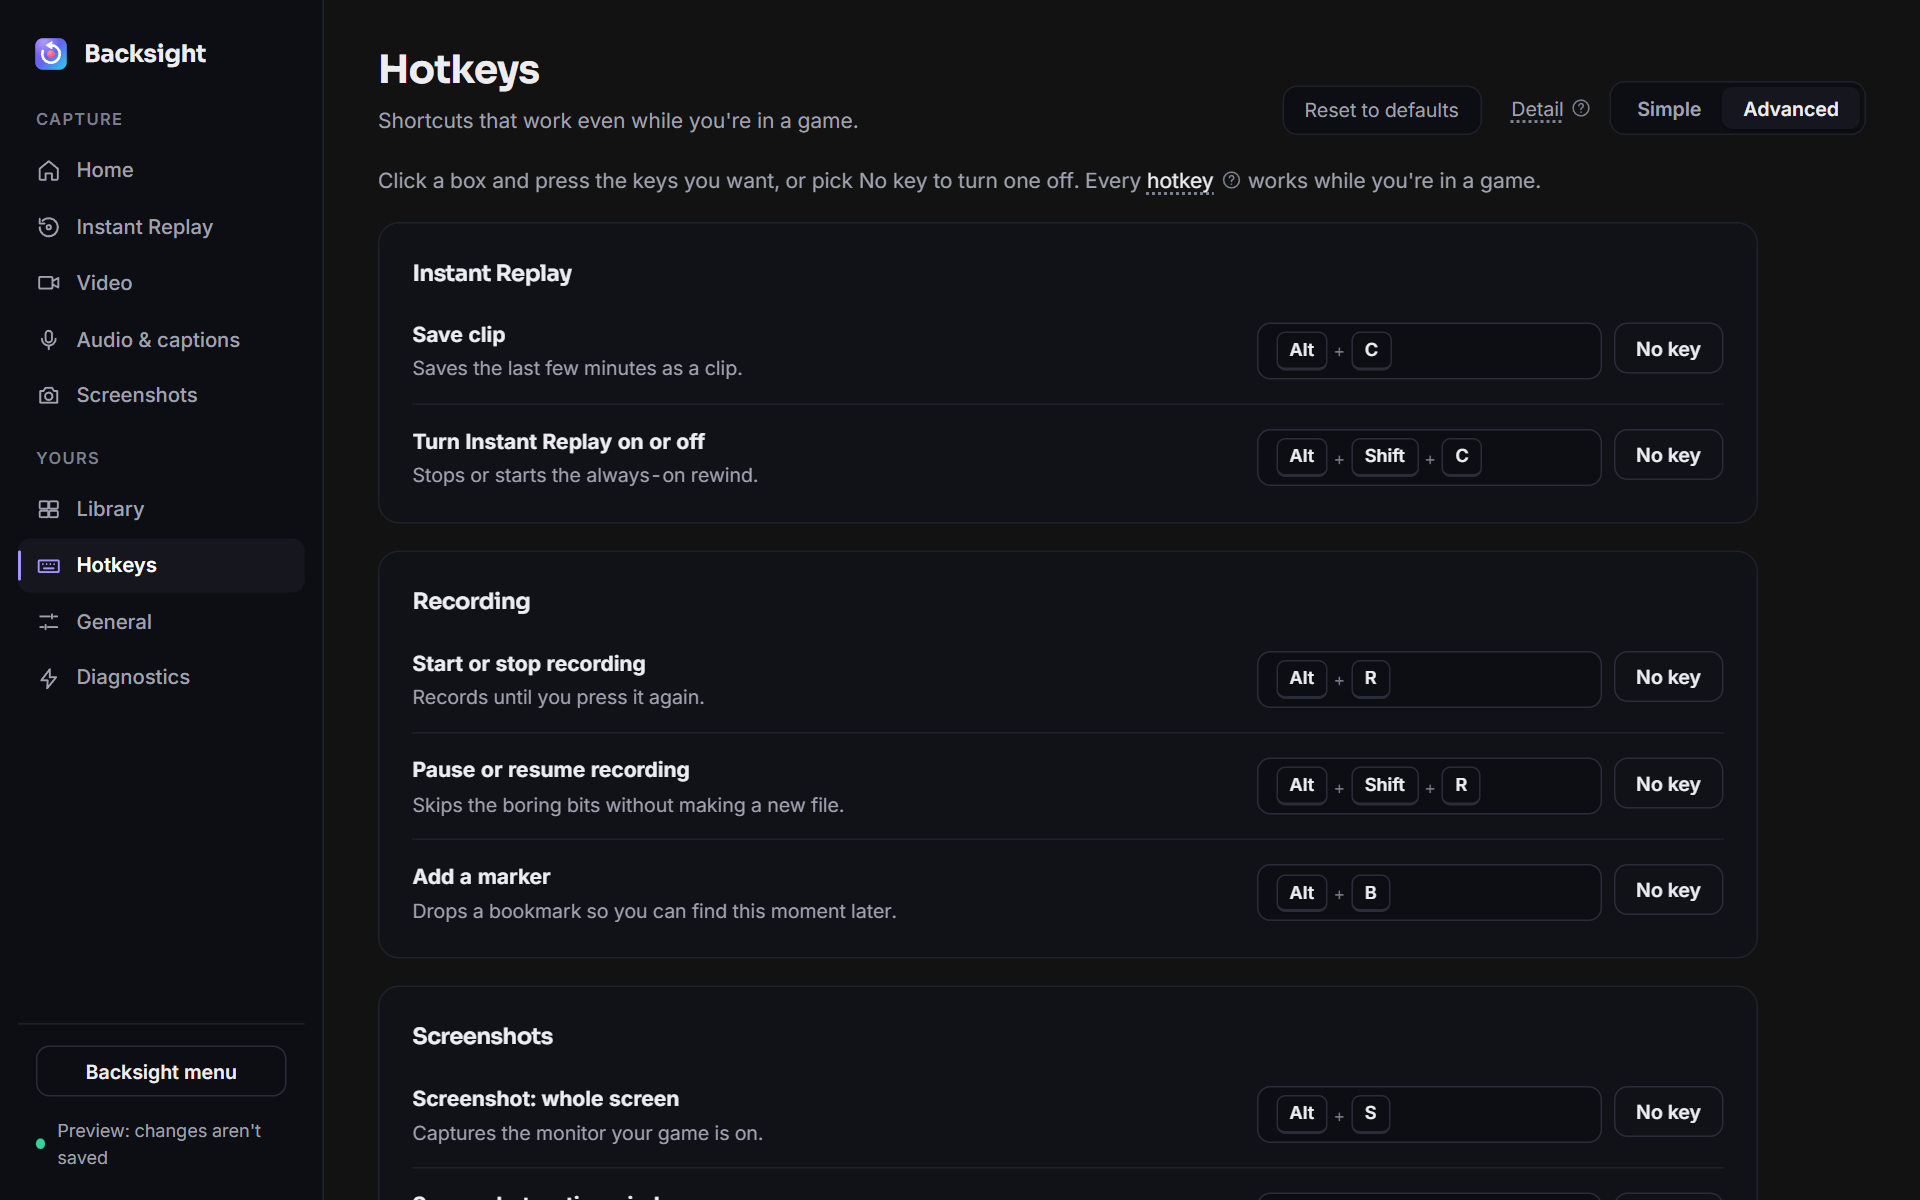 Backsight
CAPTURE
Home
Instant Replay
Video
Audio & captions
Screenshots
YOURS
Library
Hotkeys
General
Diagnostics
Backsight menu
Preview: changes aren't
saved
Hotkeys
Shortcuts that work even while you're in a game.
Reset to defaults
Detail ?
Simple
Advanced
Click a box and press the keys you want, or pick No key to turn one off. Every hotkey ? works while you're in a game.
Instant Replay
Save clip
Saves the last few minutes as a clip.
Alt + C
No key
Turn Instant Replay on or off
Stops or starts the always-on rewind.
Alt + Shift + C
No key
Recording
Start or stop recording
Records until you press it again.
Alt + R
No key
Pause or resume recording
Skips the boring bits without making a new file.
Alt + Shift + R
No key
Add a marker
Drops a bookmark so you can find this moment later.
Alt + B
No key
Screenshots
Screenshot: whole screen
Captures the monitor your game is on.
Alt + S
No key